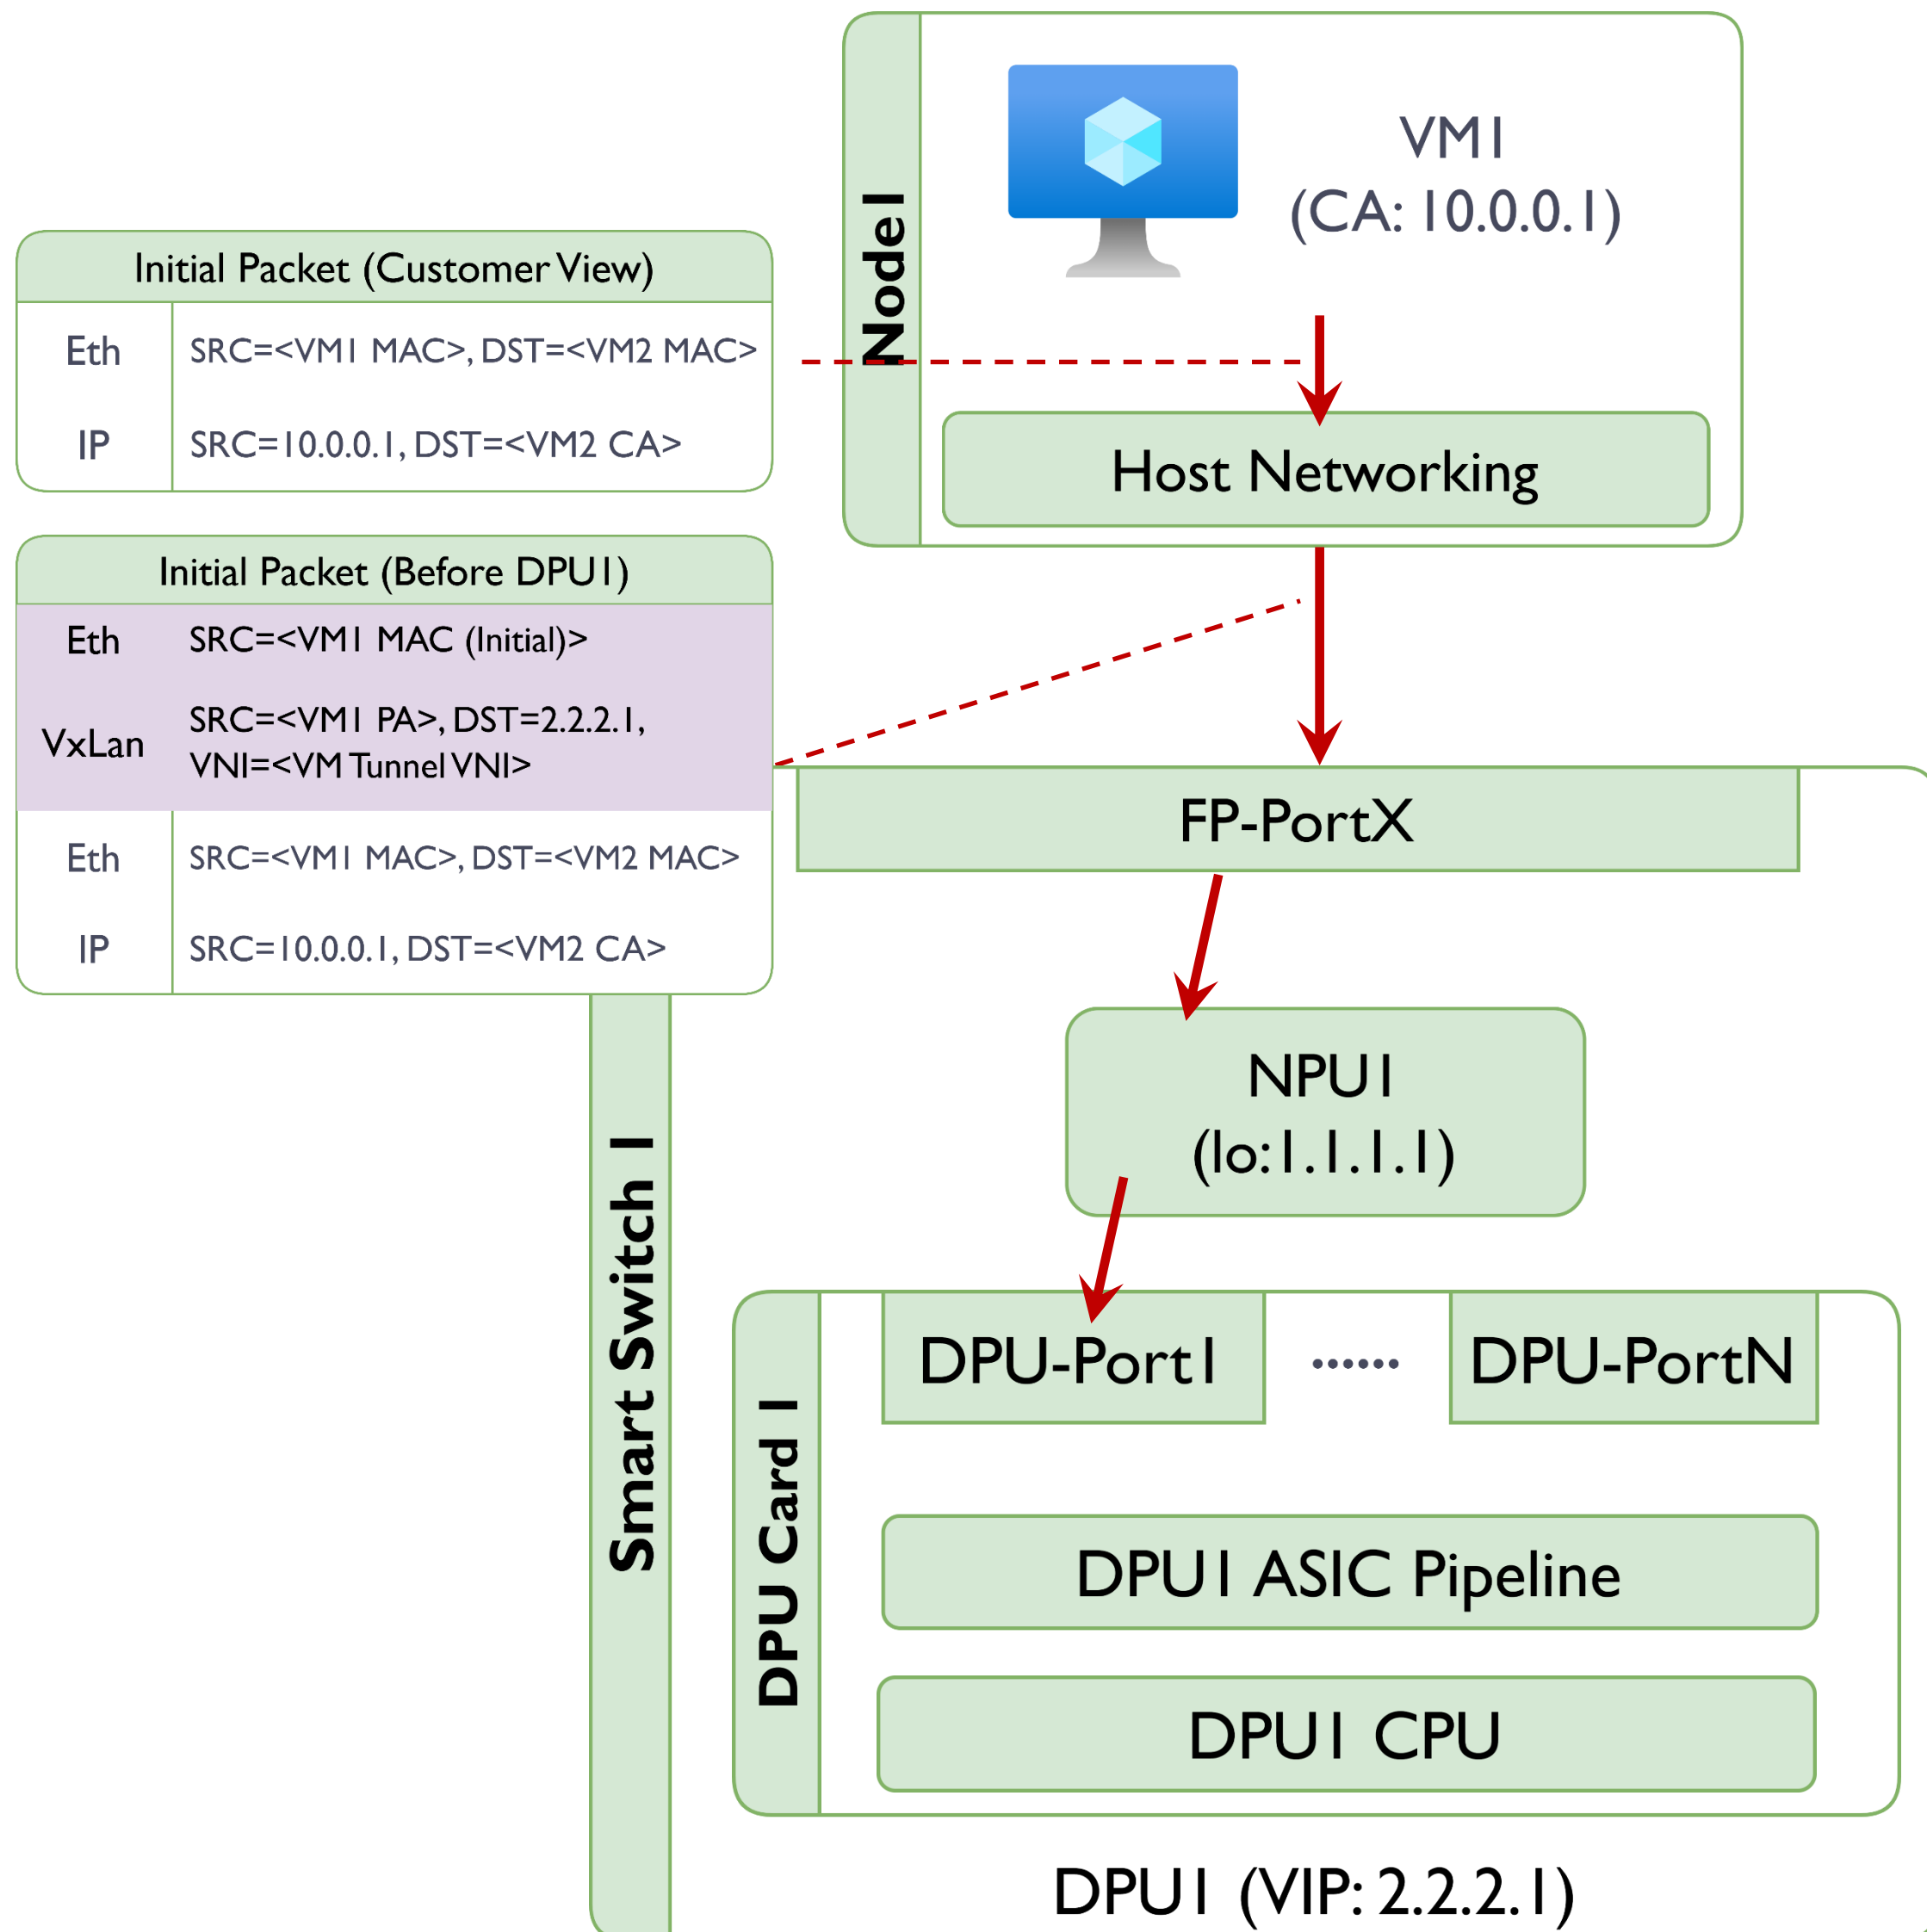 Node1
VM1
(CA: 10.0.0.1)
Host Networking
Initial Packet (Customer View)
Eth SRC=<VM1 MAC>, DST=<VM2 MAC>
IP SRC=10.0.0.1, DST=<VM2 CA>
Initial Packet (Before DPU1)
Eth SRC=<VM1 MAC (Initial)>
VxLan SRC=<VM1 PA>, DST=2.2.2.1,
VNI=<VM Tunnel VNI>
Eth SRC=<VM1 MAC>, DST=<VM2 MAC>
IP SRC=10.0.0.1, DST=<VM2 CA>
Smart Switch 1
FP-PortX
NPU1
(lo:1.1.1.1)
DPU Card 1
DPU-Port1 ...... DPU-PortN
DPU1 ASIC Pipeline
DPU1 CPU
DPU1 (VIP: 2.2.2.1)